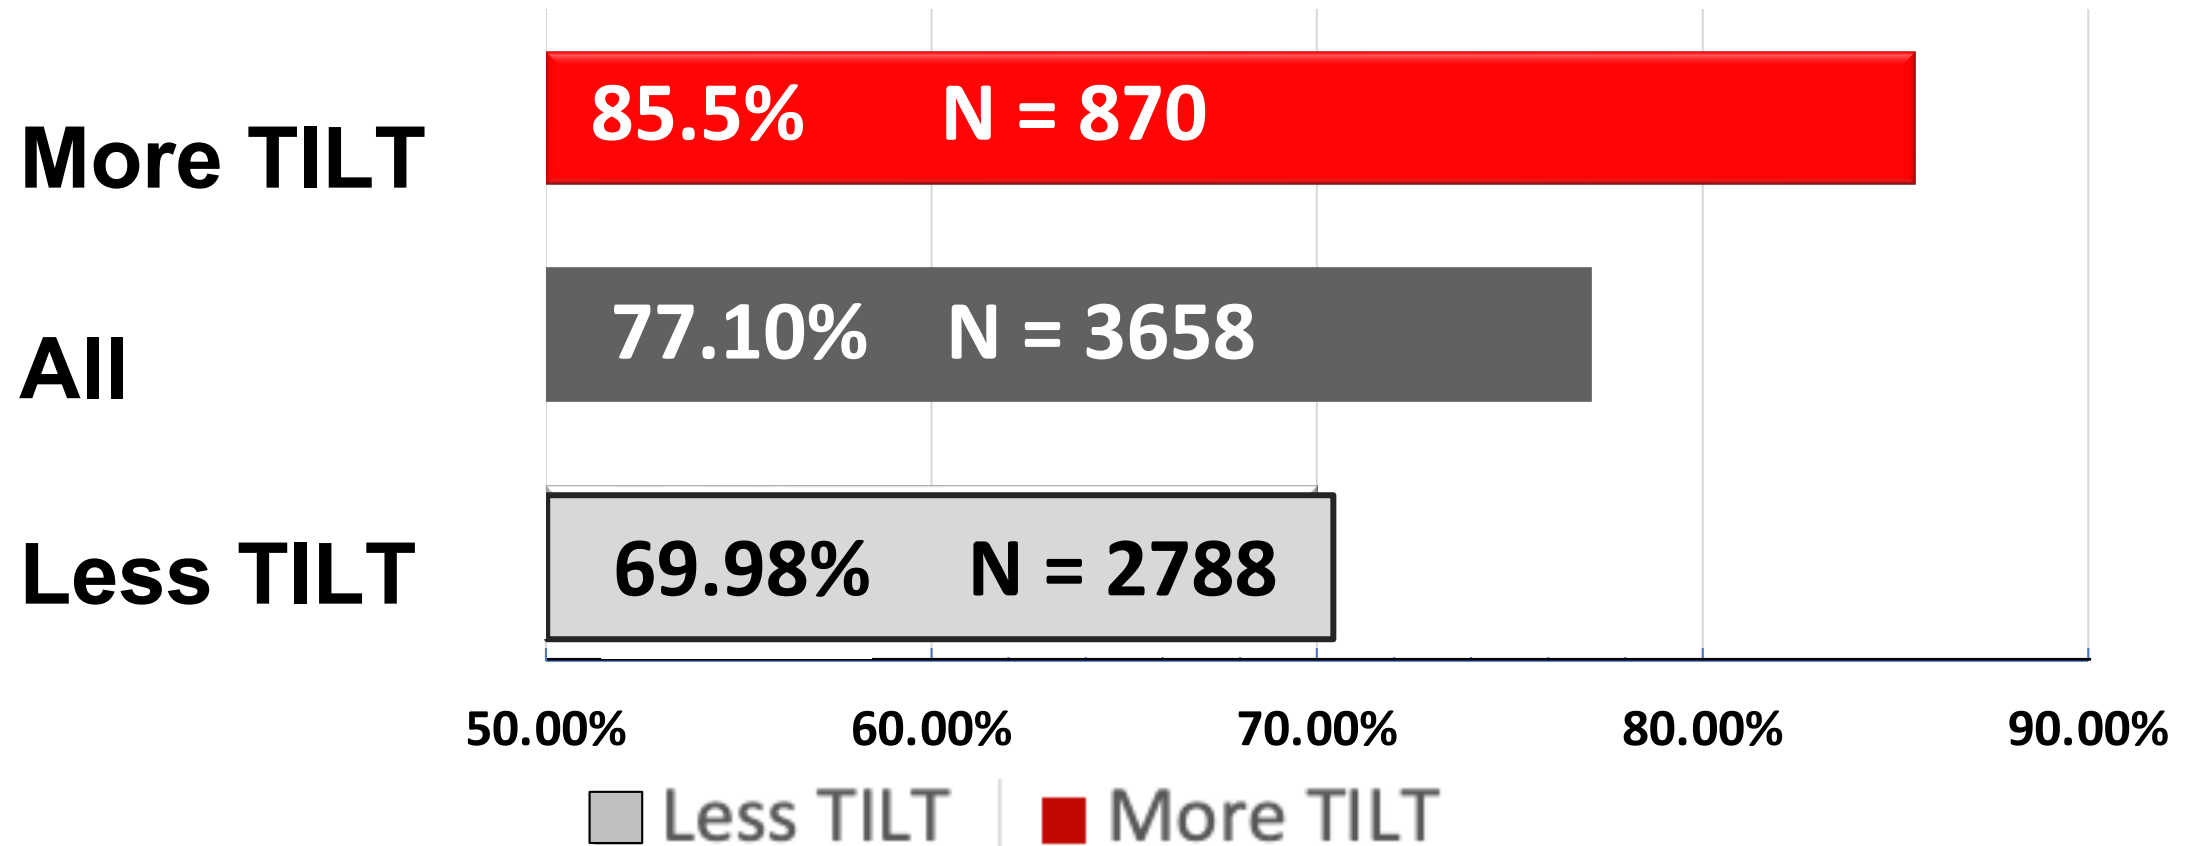 More TILT 85.5% N = 870
All 77.10% N = 3658
Less TILT 69.98% N = 2788
50.00% 60.00% 70.00% 80.00% 90.00%
Less TILT More TILT